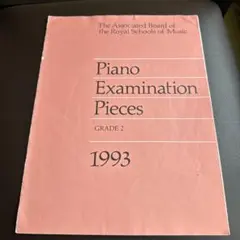 The Associated Board of
the Royal Schools of Music
Piano
Examination
Pieces
GRADE 2
1993